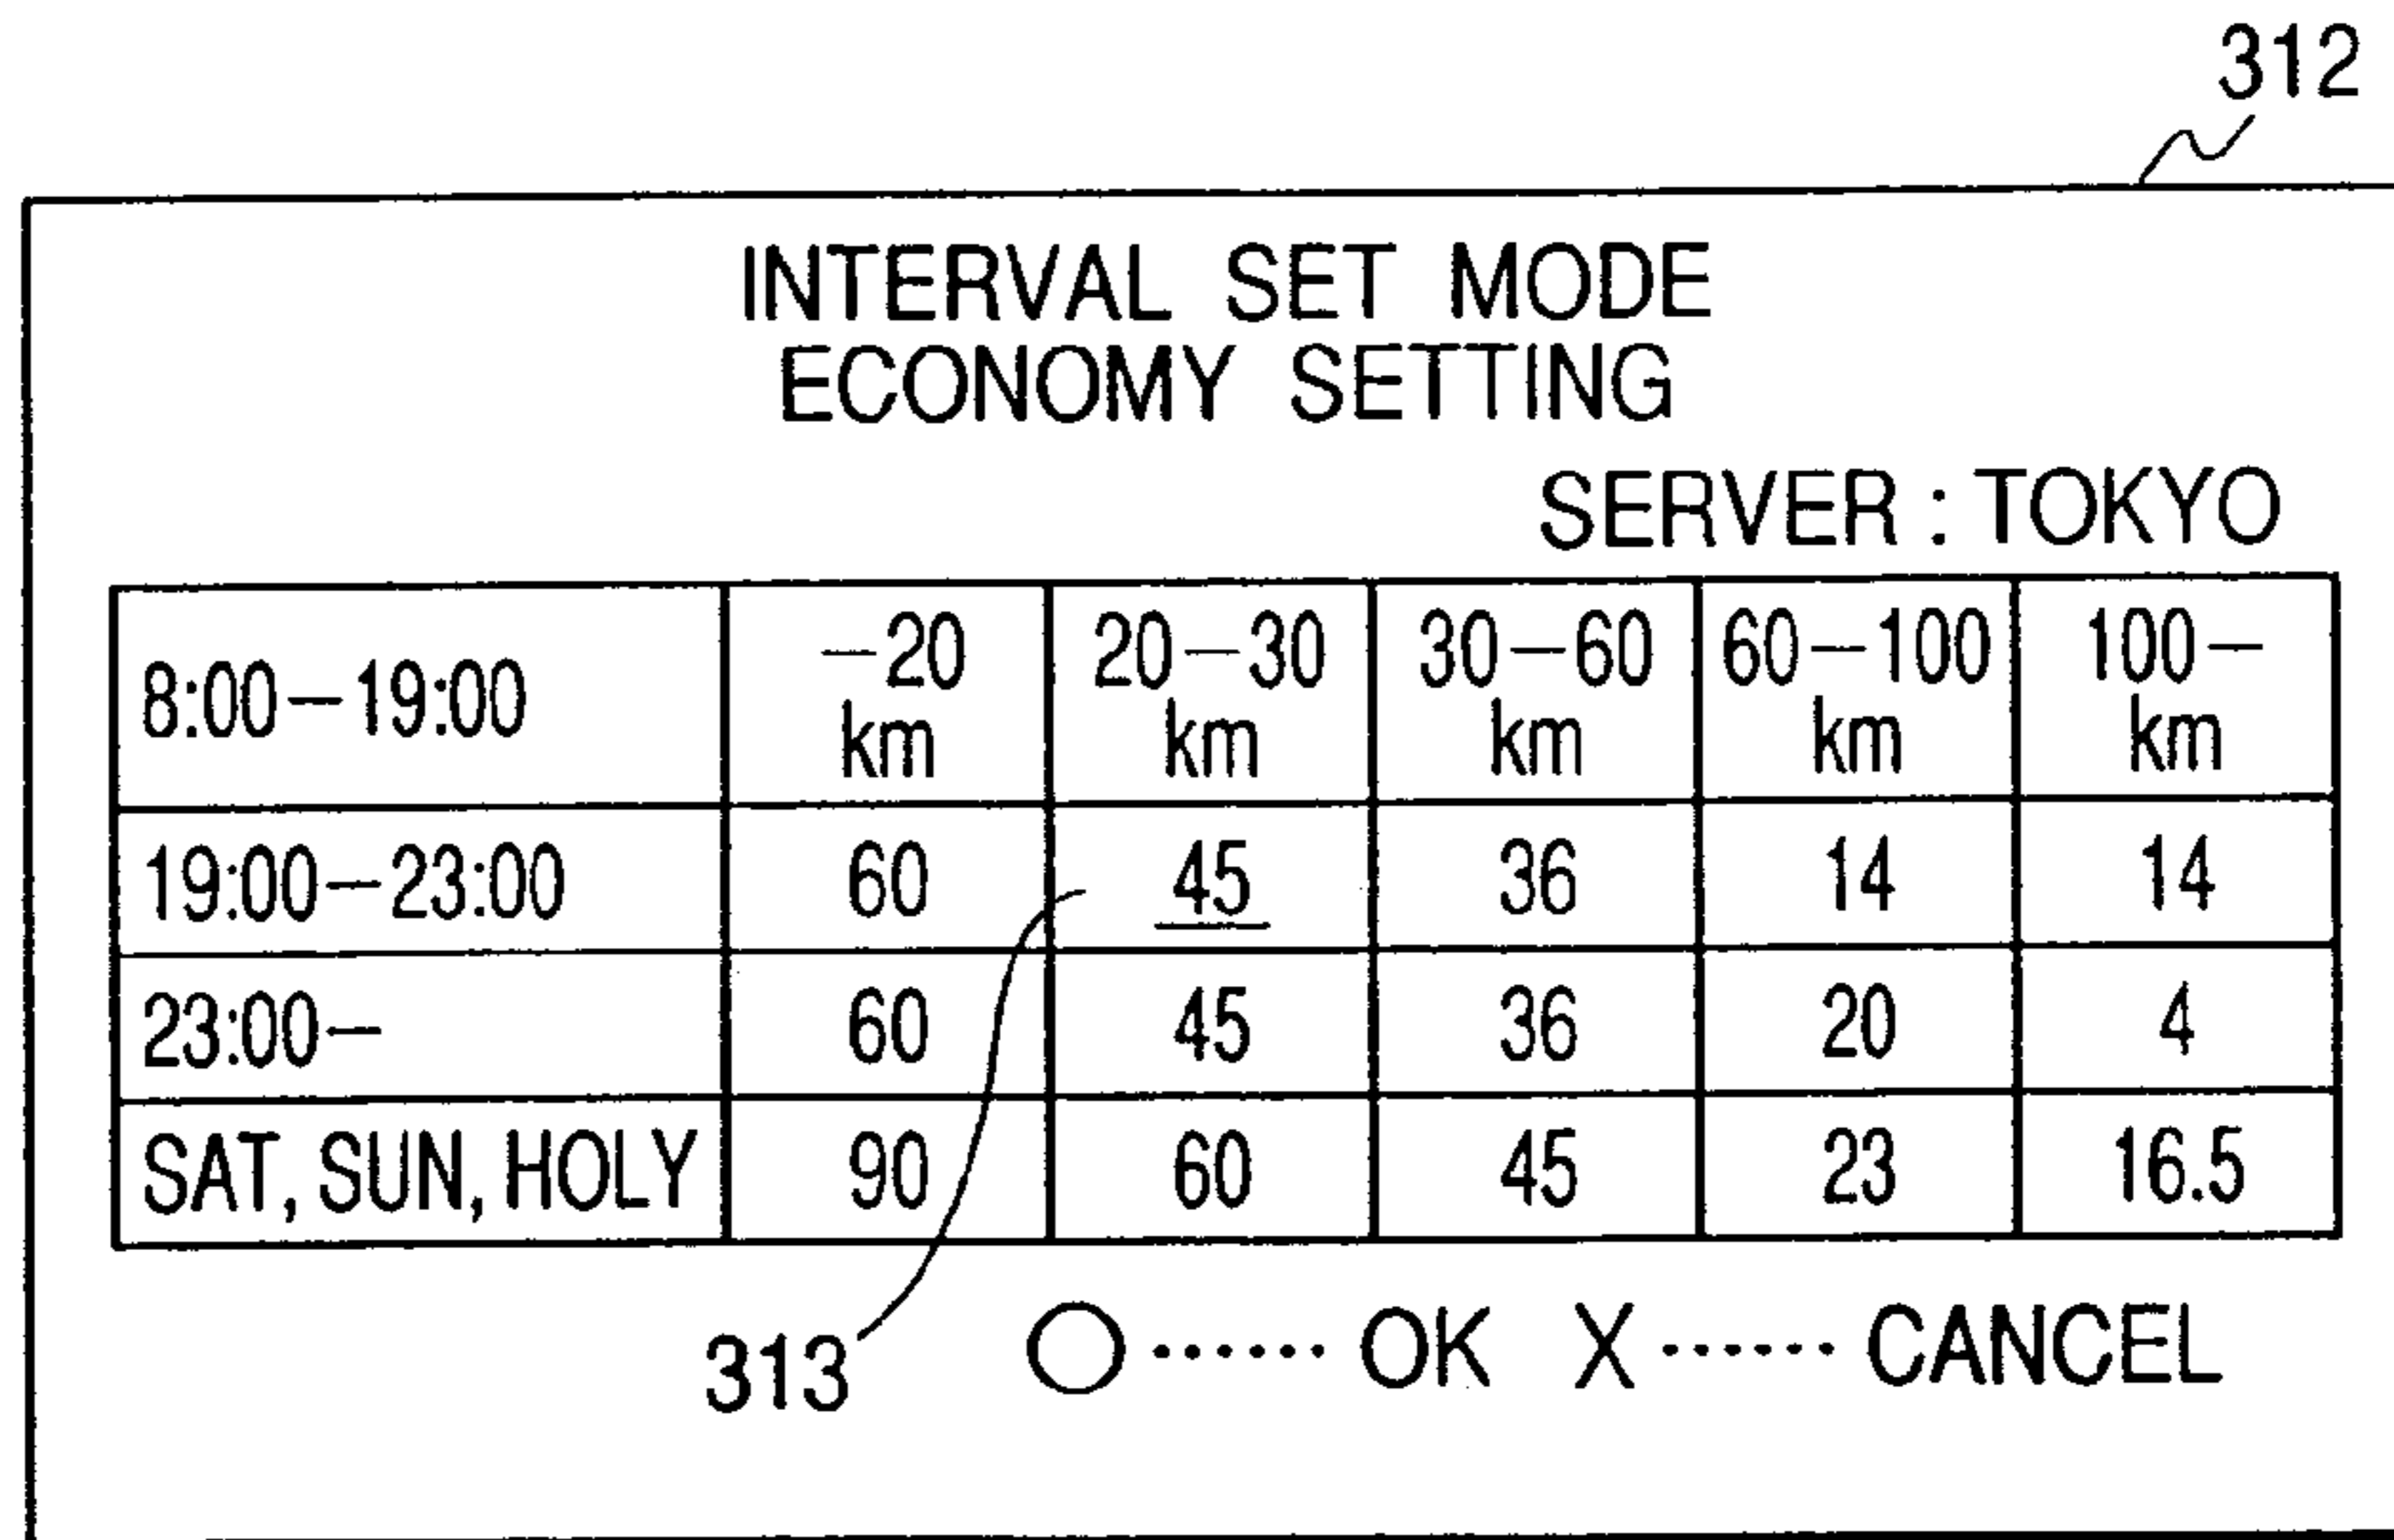 312
INTERVAL SET MODE
ECONOMY SETTING
SERVER : TOKYO
8:00–19:00 –20 km 20–30 km 30–60 km 60–100 km 100– km
19:00–23:00 60 45 36 14 14
23:00– 60 45 36 20 4
SAT, SUN, HOLY 90 60 45 23 16.5
313 ○ ...... OK X ...... CANCEL